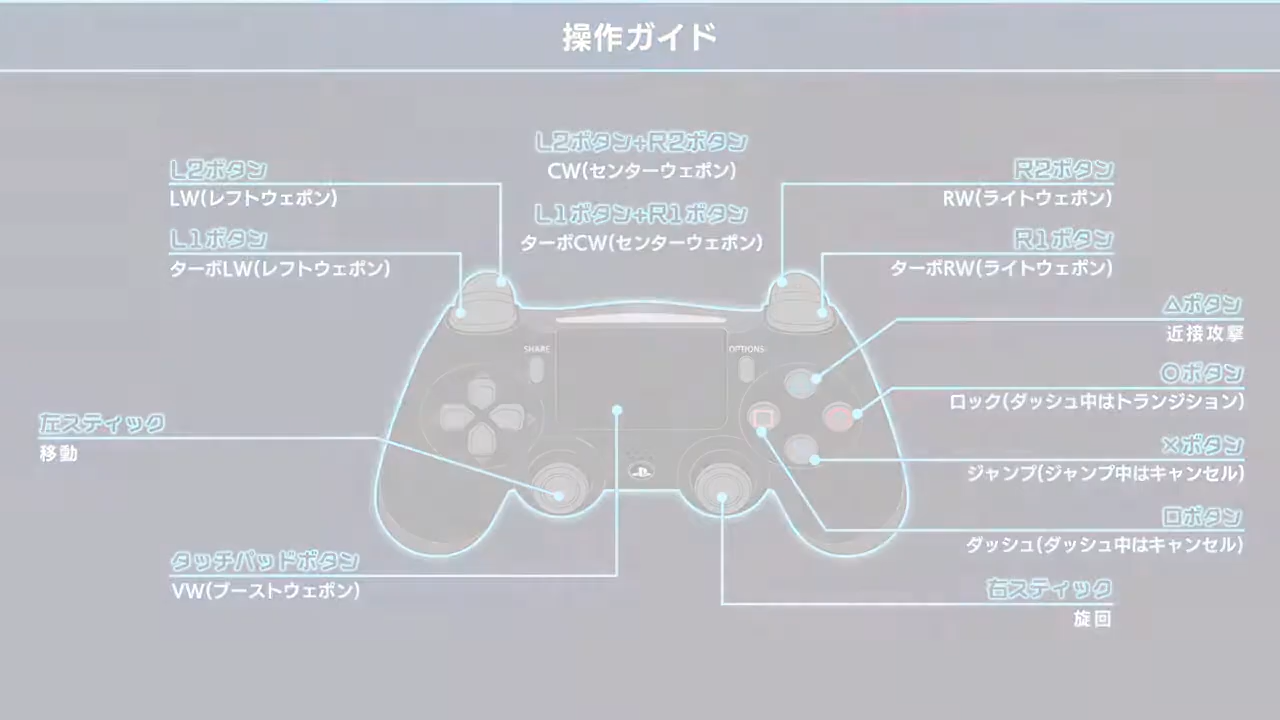 操作ガイド
L2ボタン+R2ボタン
CW(センターウェポン)
L1ボタン+R1ボタン
ターボCW(センターウェポン)
L2ボタン
LW(レフトウェポン)
L1ボタン
ターボLW(レフトウェポン)
R2ボタン
RW(ライトウェポン)
R1ボタン
ターボRW(ライトウェポン)
SHARE
OPTIONS
△ボタン
近接攻撃
○ボタン
ロック(ダッシュ中はトランジション)
×ボタン
ジャンプ(ジャンプ中はキャンセル)
□ボタン
ダッシュ(ダッシュ中はキャンセル)
左スティック
移動
タッチパッドボタン
VW(ブーストウェポン)
右スティック
旋回